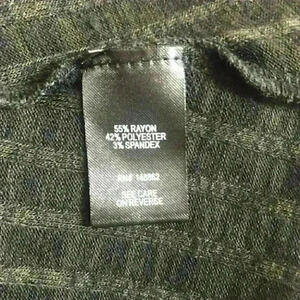 55% RAYON
42% POLYESTER
3% SPANDEX
RN#
SEE CARE
ON REVERSE